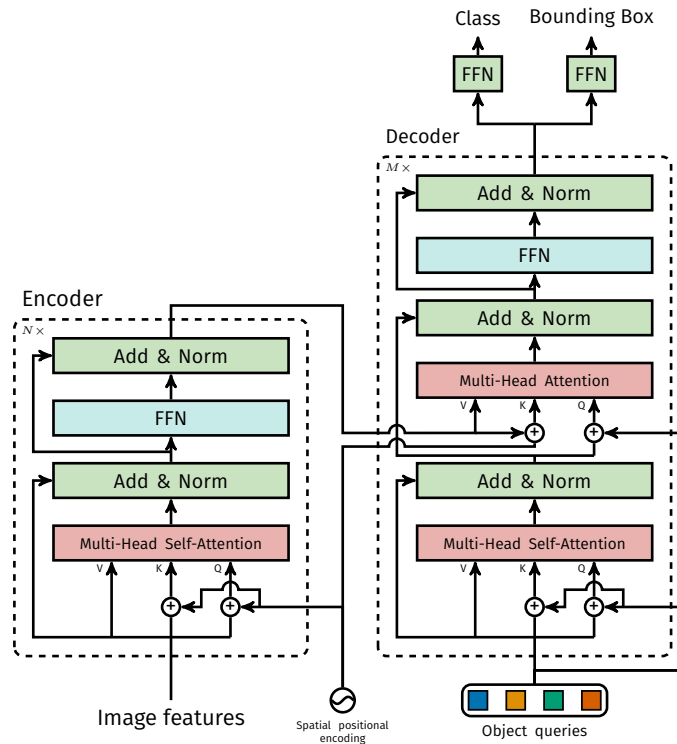 Class
Bounding Box
FFN
FFN
Decoder
M ×
Add & Norm
FFN
Add & Norm
Multi-Head Attention
V
K
Q
Add & Norm
Multi-Head Self-Attention
V
K
Q
Object queries
Encoder
N ×
Add & Norm
FFN
Add & Norm
Multi-Head Self-Attention
V
K
Q
Image features
Spatial positional
encoding